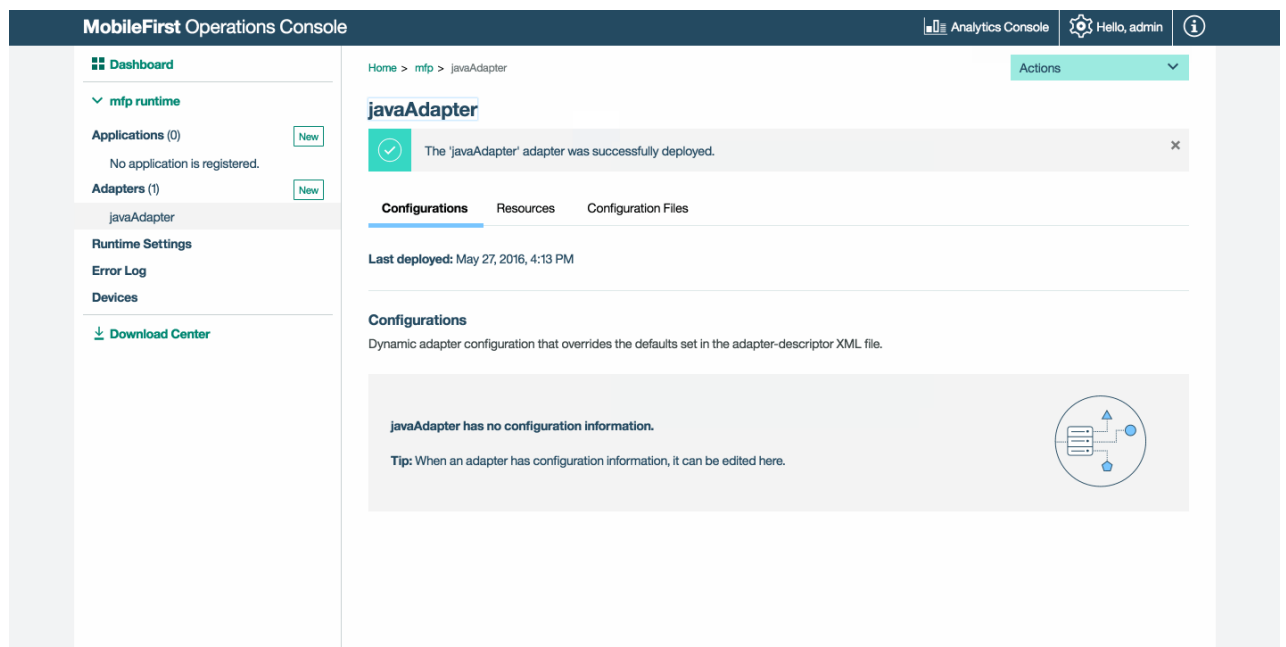 MobileFirst Operations Console
Analytics Console
Hello, admin
Dashboard
mfp runtime
Applications (0)
New
No application is registered.
Adapters (1)
New
javaAdapter
Runtime Settings
Error Log
Devices
Download Center
Home > mfp > javaAdapter
Actions
javaAdapter
The 'javaAdapter' adapter was successfully deployed.
Configurations Resources Configuration Files
Last deployed: May 27, 2016, 4:13 PM
Configurations
Dynamic adapter configuration that overrides the defaults set in the adapter-descriptor XML file.
javaAdapter has no configuration information.
Tip: When an adapter has configuration information, it can be edited here.